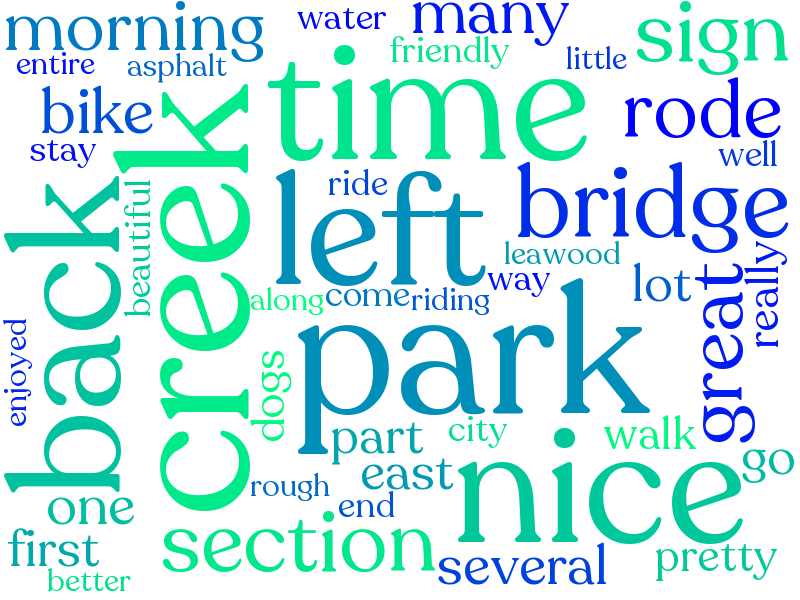 morning
water
many
sign
entire
asphalt
friendly
little
time
bike
rode
stay
well
creek
back
beautiful
left
ride
bridge
leawood
way
really
lot
great
along
come
riding
enjoyed
park
dogs
part
city
walk
east
nice
go
rough
end
one
section
first
several
pretty
better